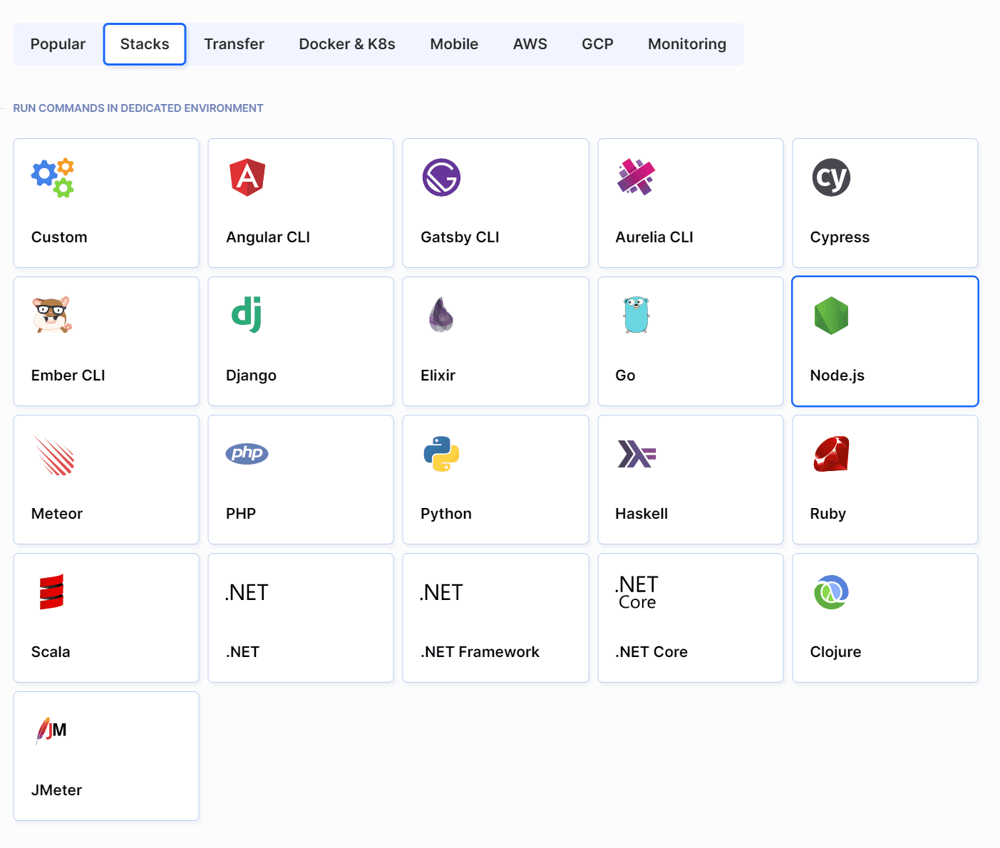 Popular Stacks Transfer Docker & K8s Mobile AWS GCP Monitoring
RUN COMMANDS IN DEDICATED ENVIRONMENT
Custom
A
Angular CLI
Gatsby CLI
Aurelia CLI
cy
Cypress
Ember CLI
dj
Django
Elixir
Go
Node.js
Meteor
php
PHP
Python
Haskell
Ruby
Scala
.NET
.NET
.NET
.NET Framework
.NET
Core
.NET Core
Clojure
JM
JMeter